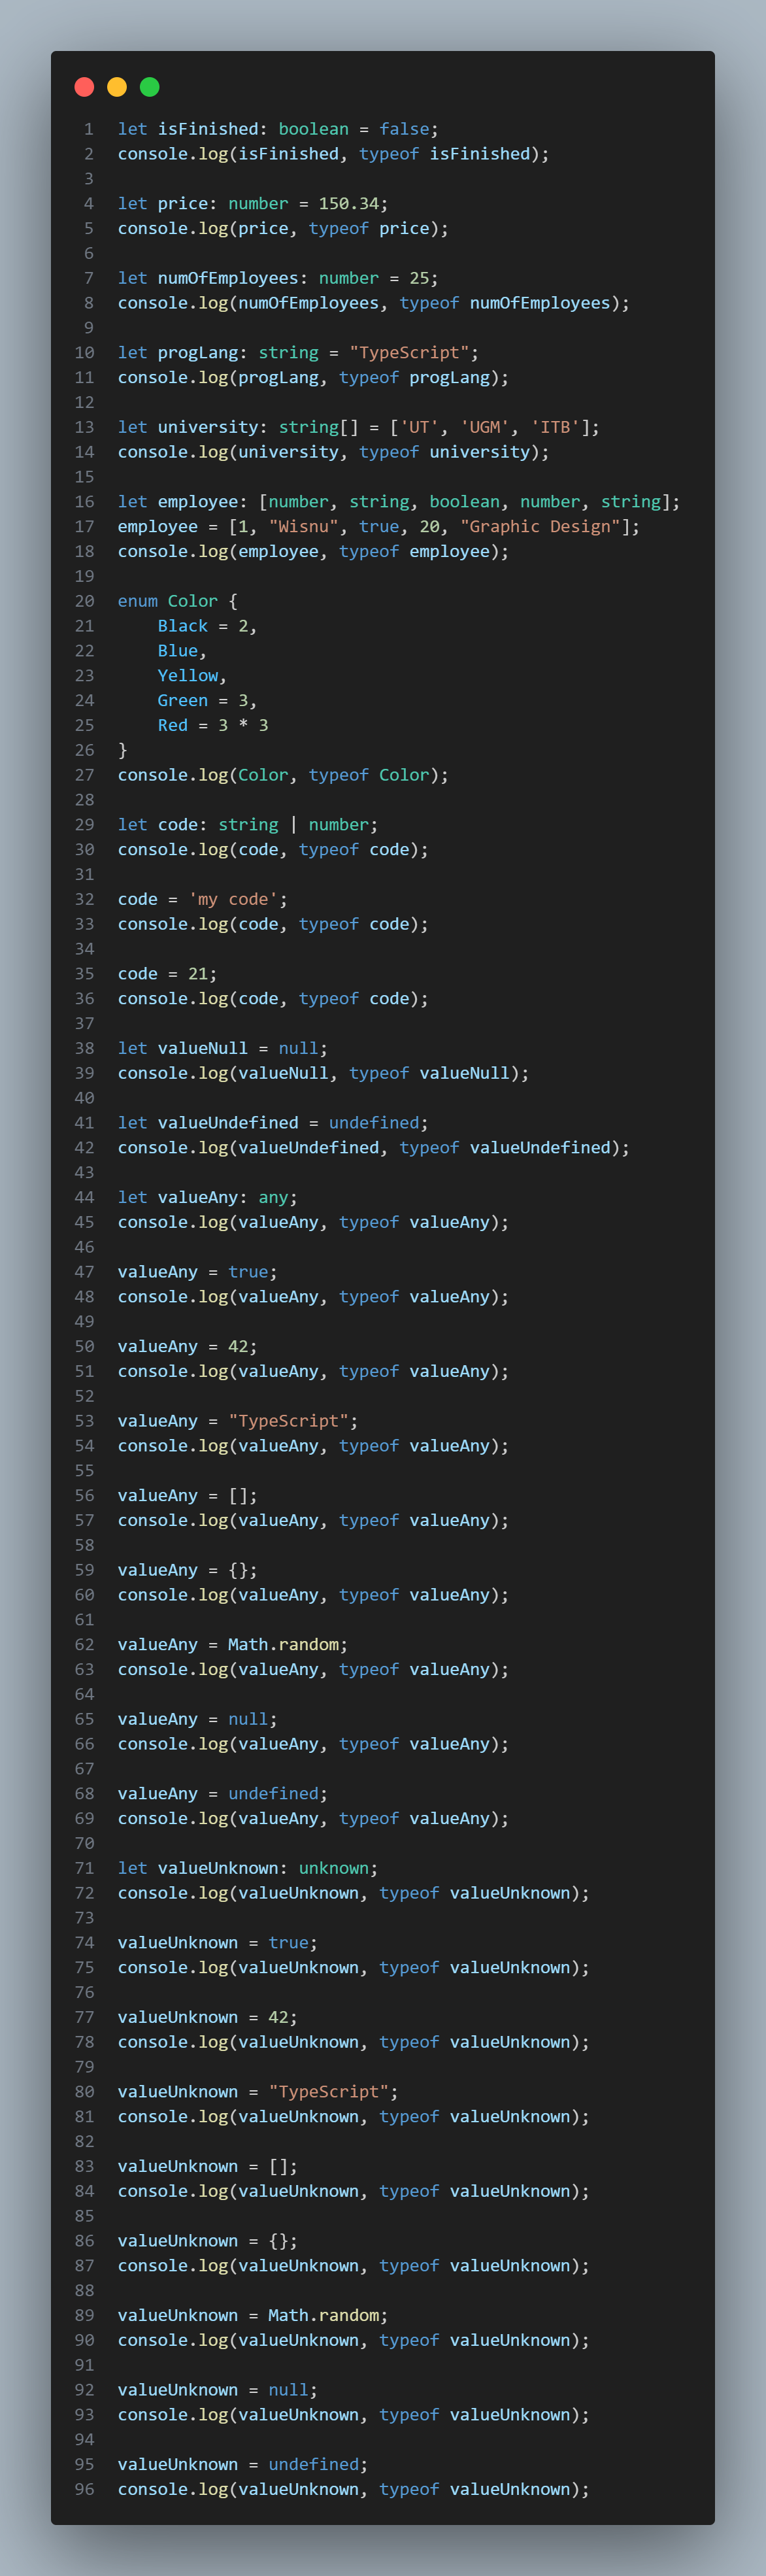 1 let isFinished: boolean = false;
2 console.log(isFinished, typeof isFinished);
3
4 let price: number = 150.34;
5 console.log(price, typeof price);
6
7 let numOfEmployees: number = 25;
8 console.log(numOfEmployees, typeof numOfEmployees);
9
10 let progLang: string = "TypeScript";
11 console.log(progLang, typeof progLang);
12
13 let university: string[] = ['UT', 'UGM', 'ITB'];
14 console.log(university, typeof university);
15
16 let employee: [number, string, boolean, number, string];
17 employee = [1, "Wisnu", true, 20, "Graphic Design"];
18 console.log(employee, typeof employee);
19
20 enum Color {
21     Black = 2,
22     Blue,
23     Yellow,
24     Green = 3,
25     Red = 3 * 3
26 }
27 console.log(Color, typeof Color);
28
29 let code: string | number;
30 console.log(code, typeof code);
31
32 code = 'my code';
33 console.log(code, typeof code);
34
35 code = 21;
36 console.log(code, typeof code);
37
38 let valueNull = null;
39 console.log(valueNull, typeof valueNull);
40
41 let valueUndefined = undefined;
42 console.log(valueUndefined, typeof valueUndefined);
43
44 let valueAny: any;
45 console.log(valueAny, typeof valueAny);
46
47 valueAny = true;
48 console.log(valueAny, typeof valueAny);
49
50 valueAny = 42;
51 console.log(valueAny, typeof valueAny);
52
53 valueAny = "TypeScript";
54 console.log(valueAny, typeof valueAny);
55
56 valueAny = [];
57 console.log(valueAny, typeof valueAny);
58
59 valueAny = {};
60 console.log(valueAny, typeof valueAny);
61
62 valueAny = Math.random;
63 console.log(valueAny, typeof valueAny);
64
65 valueAny = null;
66 console.log(valueAny, typeof valueAny);
67
68 valueAny = undefined;
69 console.log(valueAny, typeof valueAny);
70
71 let valueUnknown: unknown;
72 console.log(valueUnknown, typeof valueUnknown);
73
74 valueUnknown = true;
75 console.log(valueUnknown, typeof valueUnknown);
76
77 valueUnknown = 42;
78 console.log(valueUnknown, typeof valueUnknown);
79
80 valueUnknown = "TypeScript";
81 console.log(valueUnknown, typeof valueUnknown);
82
83 valueUnknown = [];
84 console.log(valueUnknown, typeof valueUnknown);
85
86 valueUnknown = {};
87 console.log(valueUnknown, typeof valueUnknown);
88
89 valueUnknown = Math.random;
90 console.log(valueUnknown, typeof valueUnknown);
91
92 valueUnknown = null;
93 console.log(valueUnknown, typeof valueUnknown);
94
95 valueUnknown = undefined;
96 console.log(valueUnknown, typeof valueUnknown);